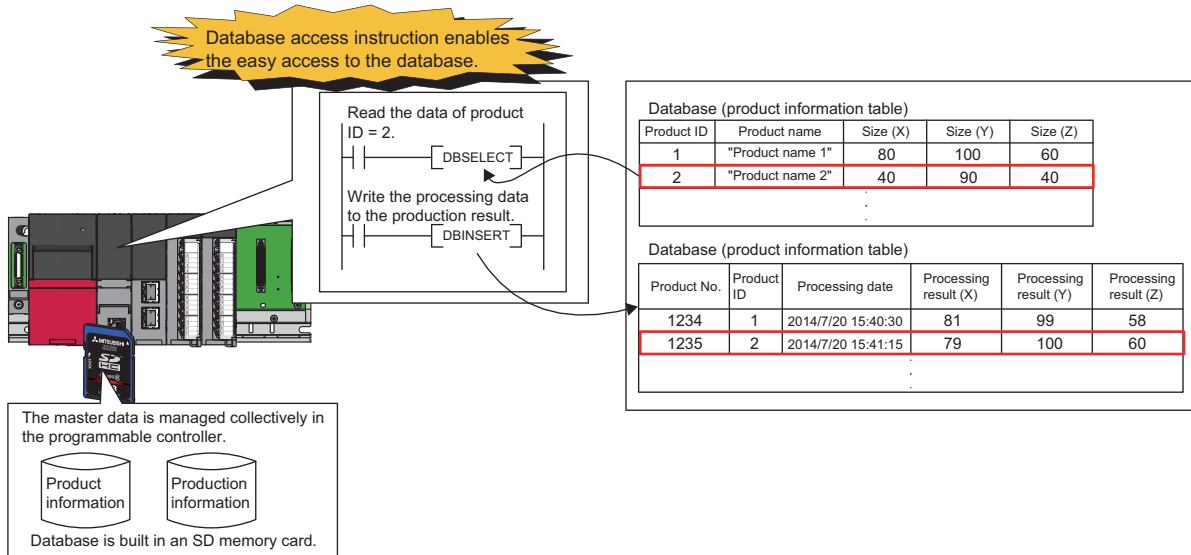 Database access instruction enables
the easy access to the database.
Read the data of product
ID = 2.
DBSELECT
Write the processing data
to the production result.
DBINSERT
Database (product information table)
Product ID Product name Size (X) Size (Y) Size (Z)
1 "Product name 1" 80 100 60
2 "Product name 2" 40 90 40
Database (product information table)
Product No. Product ID Processing date Processing result (X) Processing result (Y) Processing result (Z)
1234 1 2014/7/20 15:40:30 81 99 58
1235 2 2014/7/20 15:41:15 79 100 60
MITSUBISHI
SD
HC
The master data is managed collectively in
the programmable controller.
Product
information
Production
information
Database is built in an SD memory card.